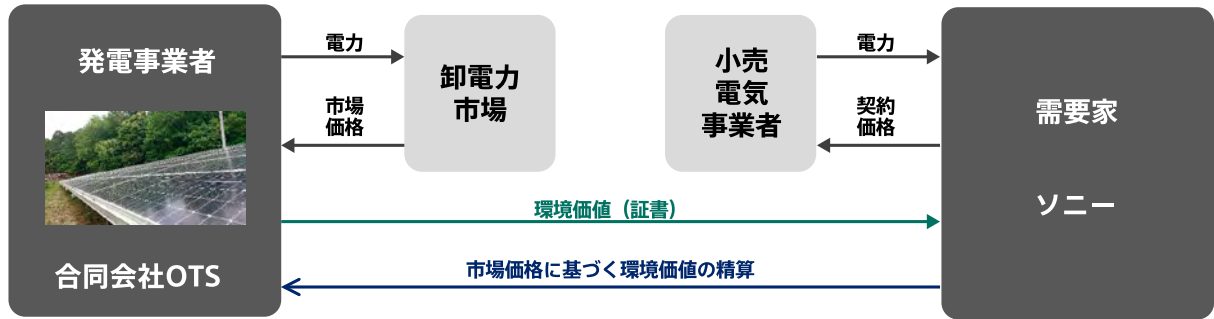 発電事業者
合同会社OTS
電力
市場
価格
卸電力
市場
小売
電気
事業者
電力
契約
価格
需要家
ソニー
環境価値（証書）
市場価格に基づく環境価値の精算